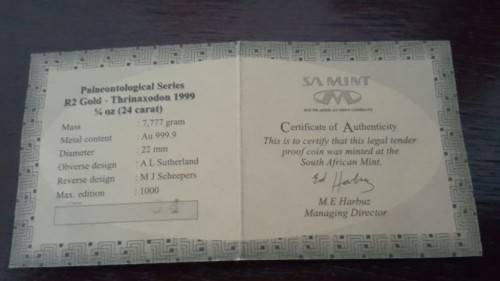 Palaeontological Series
R2 Gold - Thrinaxodon 1999
¼ oz (24 carat)
Mass : 7,777 gram
Metal content : Au 999.9
Diameter : 22 mm
Obverse design : A L Sutherland
Reverse design : M J Scheepers
Max. edition : 1000
SA MINT
Certificate of Authenticity
This is to certify that this legal tender
proof coin was minted at the
South African Mint.
Ed Harbuz
M.E Harbuz
Managing Director